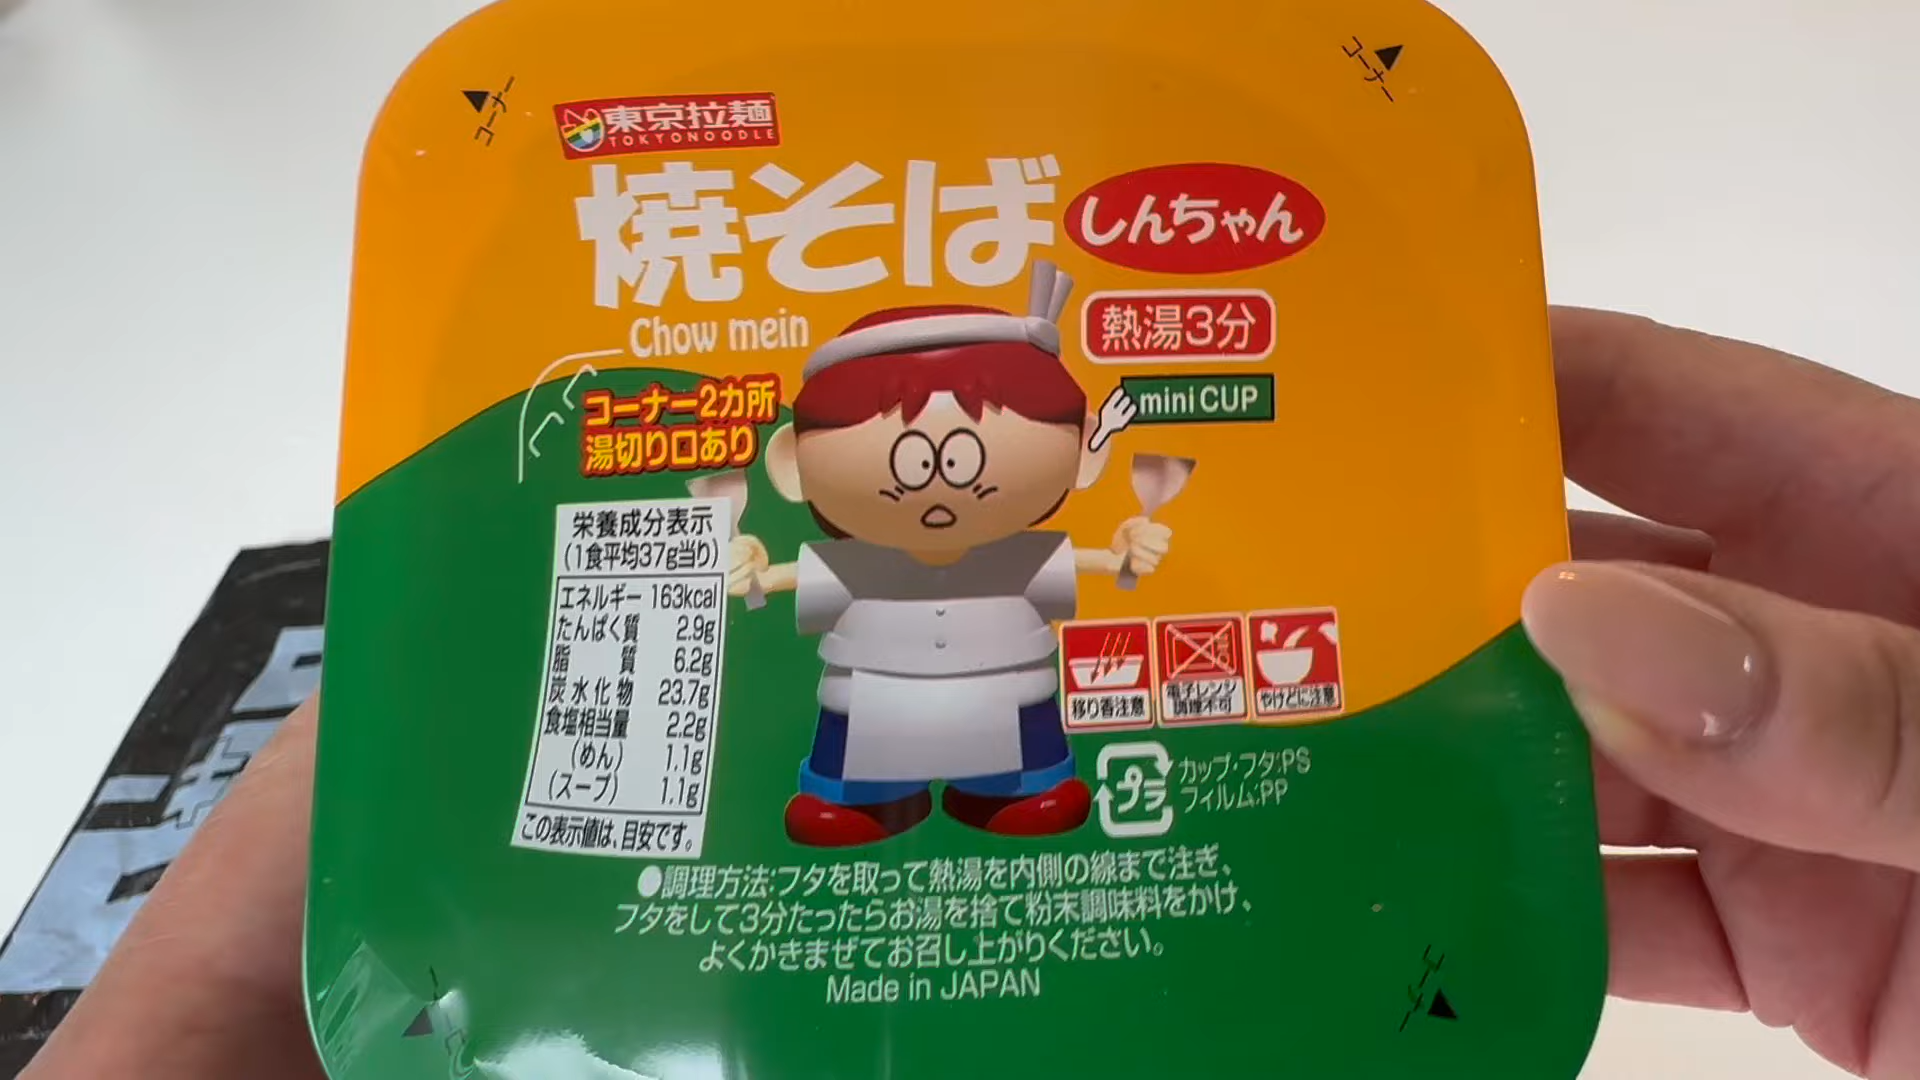 コーナー
コーナー
東京拉麺
TOKYONOODLE
焼そば
しんちゃん
Chow mein
熱湯3分
mini CUP
コーナー2カ所
湯切り口あり
栄養成分表示
(1食平均37g当り)
エネルギー 163kcal
たんぱく質 2.9g
脂質 6.2g
炭水化物 23.7g
食塩相当量 2.2g
(めん) 1.1g
(スープ) 1.1g
この表示値は、目安です。
移り香注意
電子レンジ
調理不可
やけどに注意
プラ
カップ・フタ:PS
フィルム:PP
●調理方法:フタを取って熱湯を内側の線まで注ぎ、
フタをして3分たったらお湯を捨て粉末調味料をかけ、
よくかきまぜてお召し上がりください。
Made in JAPAN